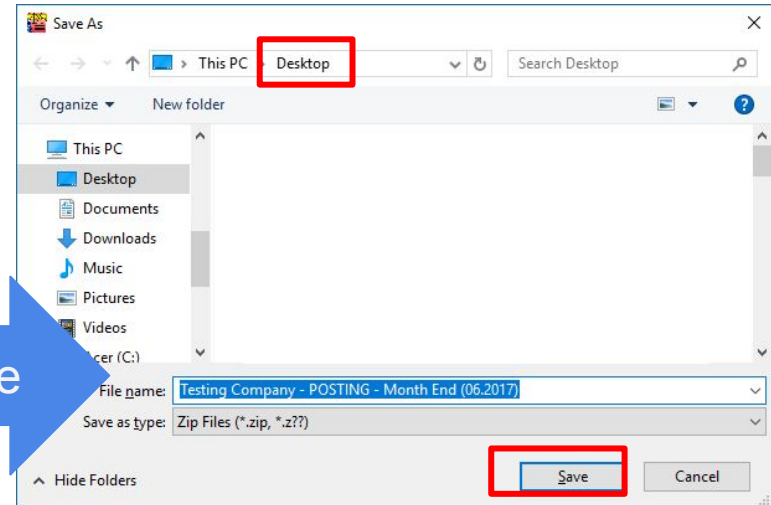 Save As
This PC › Desktop
Search Desktop
Organize
New folder
This PC
Desktop
Documents
Downloads
Music
Pictures
Videos
cer (C:)
e
File name: Testing Company - POSTING - Month End (06.2017)
Save as type: Zip Files (*.zip, *.z??)
Hide Folders
Save
Cancel